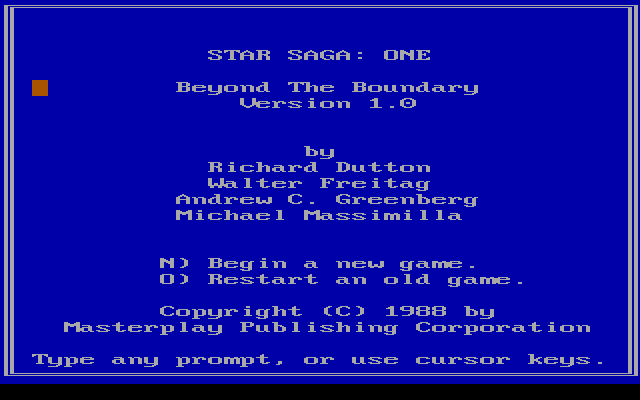 STAR SAGA: ONE
Beyond The Boundary
Version 1.0
by
Richard Dutton
Walter Freitag
Andrew C. Greenberg
Michael Massimilla
N) Begin a new game.
O) Restart an old game.
Copyright (C) 1988 by
Masterplay Publishing Corporation
Type any prompt, or use cursor keys.